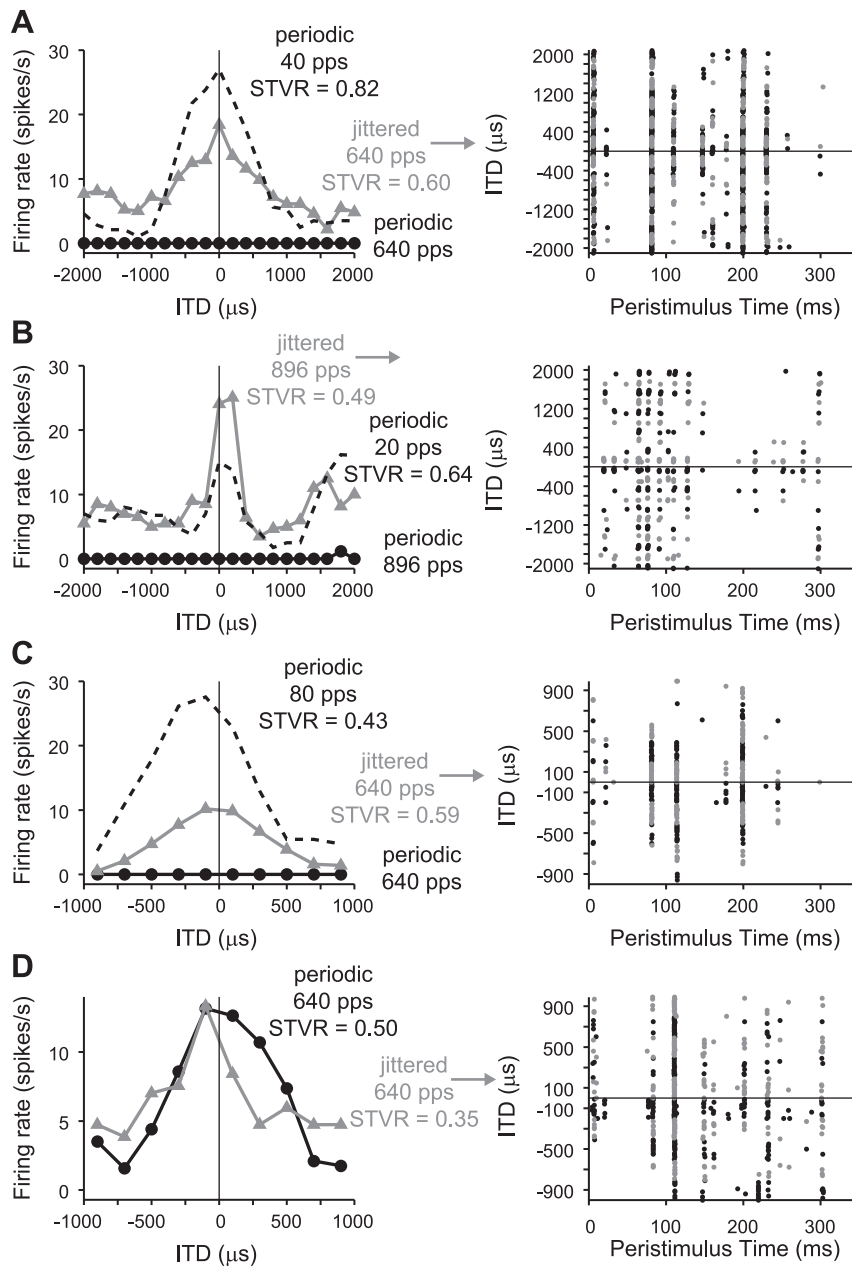 A
Firing rate (spikes/s)
30
20
10
0
-2000
-1000
0
1000
2000
ITD (µs)
periodic
40 pps
STVR = 0.82
jittered
640 pps
STVR = 0.60
periodic
640 pps
ITD (µs)
2000
1200
400
-400
-1200
-2000
0
100
200
300
Peristimulus Time (ms)
B
Firing rate (spikes/s)
30
20
10
0
-2000
-1000
0
1000
2000
ITD (µs)
jittered
896 pps
STVR = 0.49
periodic
20 pps
STVR = 0.64
periodic
896 pps
ITD (µs)
2000
1200
400
-400
-1200
-2000
0
100
200
300
Peristimulus Time (ms)
C
Firing rate (spikes/s)
30
20
10
0
-1000
-500
0
500
1000
ITD (µs)
periodic
80 pps
STVR = 0.43
jittered
640 pps
STVR = 0.59
periodic
640 pps
ITD (µs)
900
500
100
-100
-500
-900
0
100
200
300
Peristimulus Time (ms)
D
Firing rate (spikes/s)
10
5
0
-1000
-500
0
500
1000
ITD (µs)
periodic
640 pps
STVR = 0.50
jittered
640 pps
STVR = 0.35
ITD (µs)
900
500
100
-100
-500
-900
0
100
200
300
Peristimulus Time (ms)